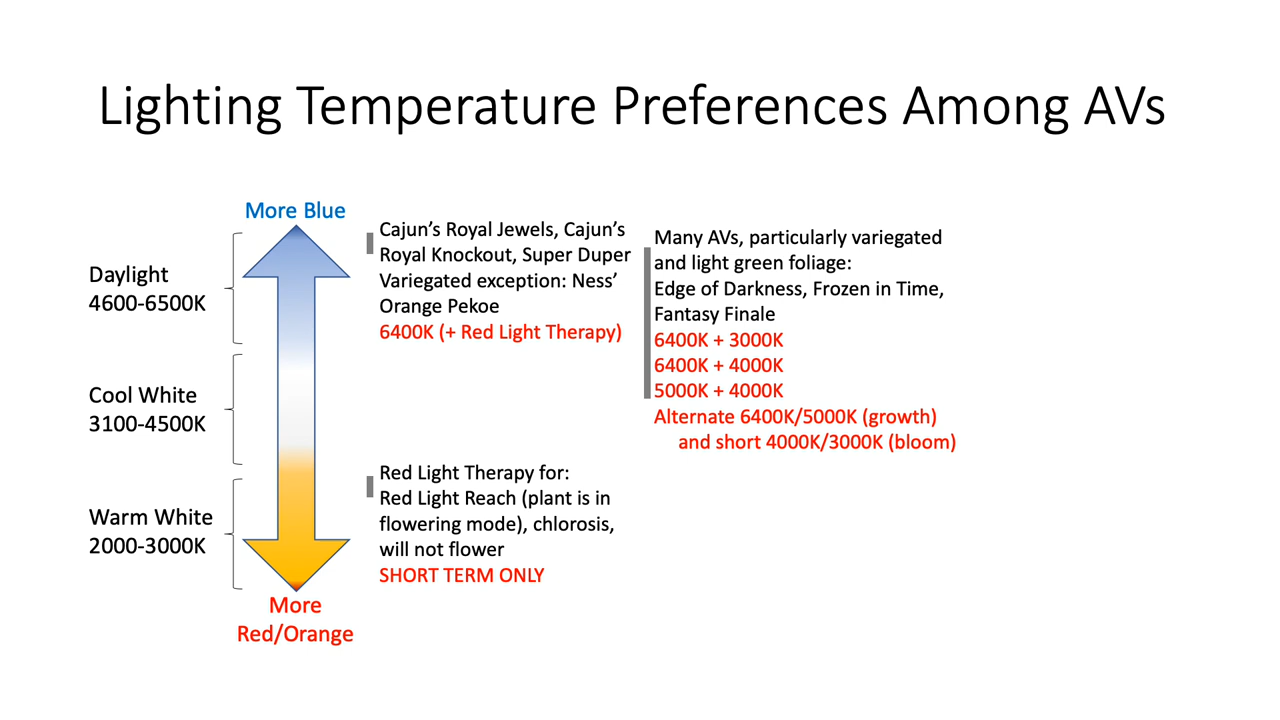 Lighting Temperature Preferences Among AVs
More Blue
Daylight
4600-6500K
Cool White
3100-4500K
Warm White
2000-3000K
More
Red/Orange
Cajun’s Royal Jewels, Cajun’s
Royal Knockout, Super Duper
Variegated exception: Ness’
Orange Pekoe
6400K (+ Red Light Therapy)
Red Light Therapy for:
Red Light Reach (plant is in
flowering mode), chlorosis,
will not flower
SHORT TERM ONLY
Many AVs, particularly variegated
and light green foliage:
Edge of Darkness, Frozen in Time,
Fantasy Finale
6400K + 3000K
6400K + 4000K
5000K + 4000K
Alternate 6400K/5000K (growth)
and short 4000K/3000K (bloom)